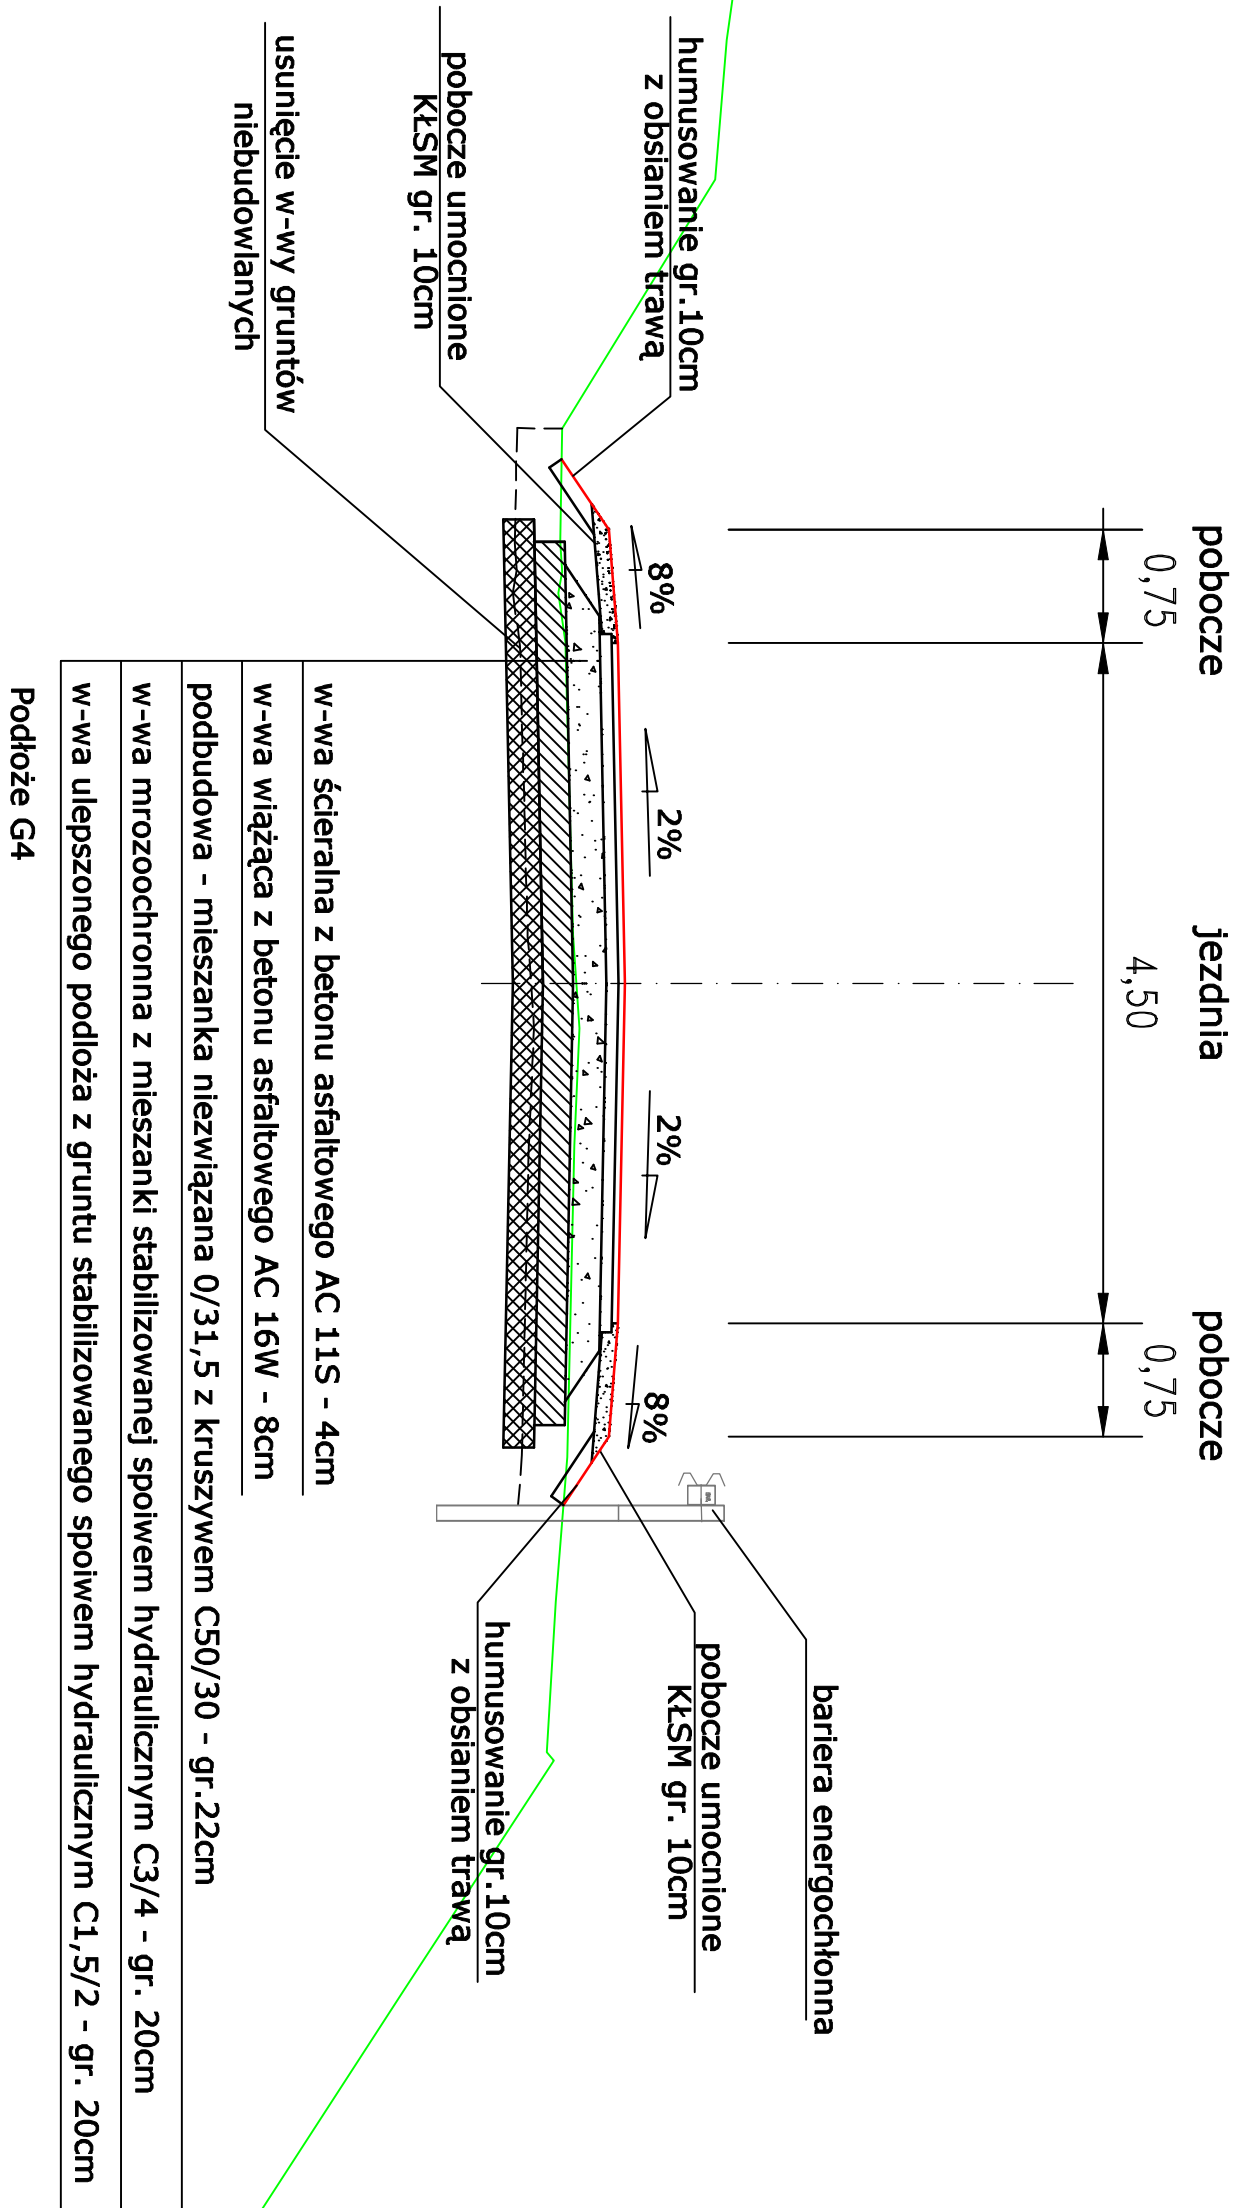 pobocze
jezdnia
pobocze
0,75
4,50
0,75
humusowanie gr.10cm
z obsianiem trawą
8%
2%
2%
8%
bariera energochłonna
pobocze umocnione
KŁSM gr. 10cm
pobocze umocnione
KŁSM gr. 10cm
humusowanie gr.10cm
z obsianiem trawą
usunięcie w-wy gruntów
niebudowlanych
w-wa ścieralna z betonu asfaltowego AC 11S - 4cm
w-wa wiążąca z betonu asfaltowego AC 16W - 8cm
podbudowa - mieszanka niezwiązana 0/31,5 z kruszywem C50/30 - gr.22cm
w-wa mrozoochronna z mieszanki stabilizowanej spoiwem hydraulicznym C3/4 - gr. 20cm
w-wa ulepszonego podloża z gruntu stabilizowanego spoiwem hydraulicznym C1,5/2 - gr. 20cm
Podłoże G4